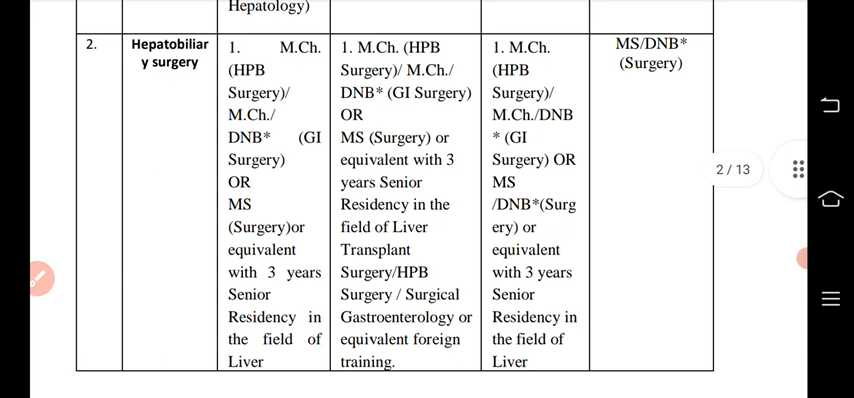 Hepatology)
2.
Hepatobiliar
y surgery
1. M.Ch.
(HPB
Surgery)/
M.Ch./
DNB* (GI
Surgery)
OR
MS
(Surgery)or
equivalent
with 3 years
Senior
Residency in
the field of
Liver
1. M.Ch. (HPB
Surgery)/ M.Ch./
DNB* (GI Surgery)
OR
MS (Surgery) or
equivalent with 3
years Senior
Residency in the
field of Liver
Transplant
Surgery/HPB
Surgery / Surgical
Gastroenterology or
equivalent foreign
training.
1. M.Ch.
(HPB
Surgery)/
M.Ch./DNB
* (GI
Surgery) OR
MS
/DNB*(Surg
ery) or
equivalent
with 3 years
Senior
Residency in
the field of
Liver
MS/DNB*
(Surgery)
2 / 13